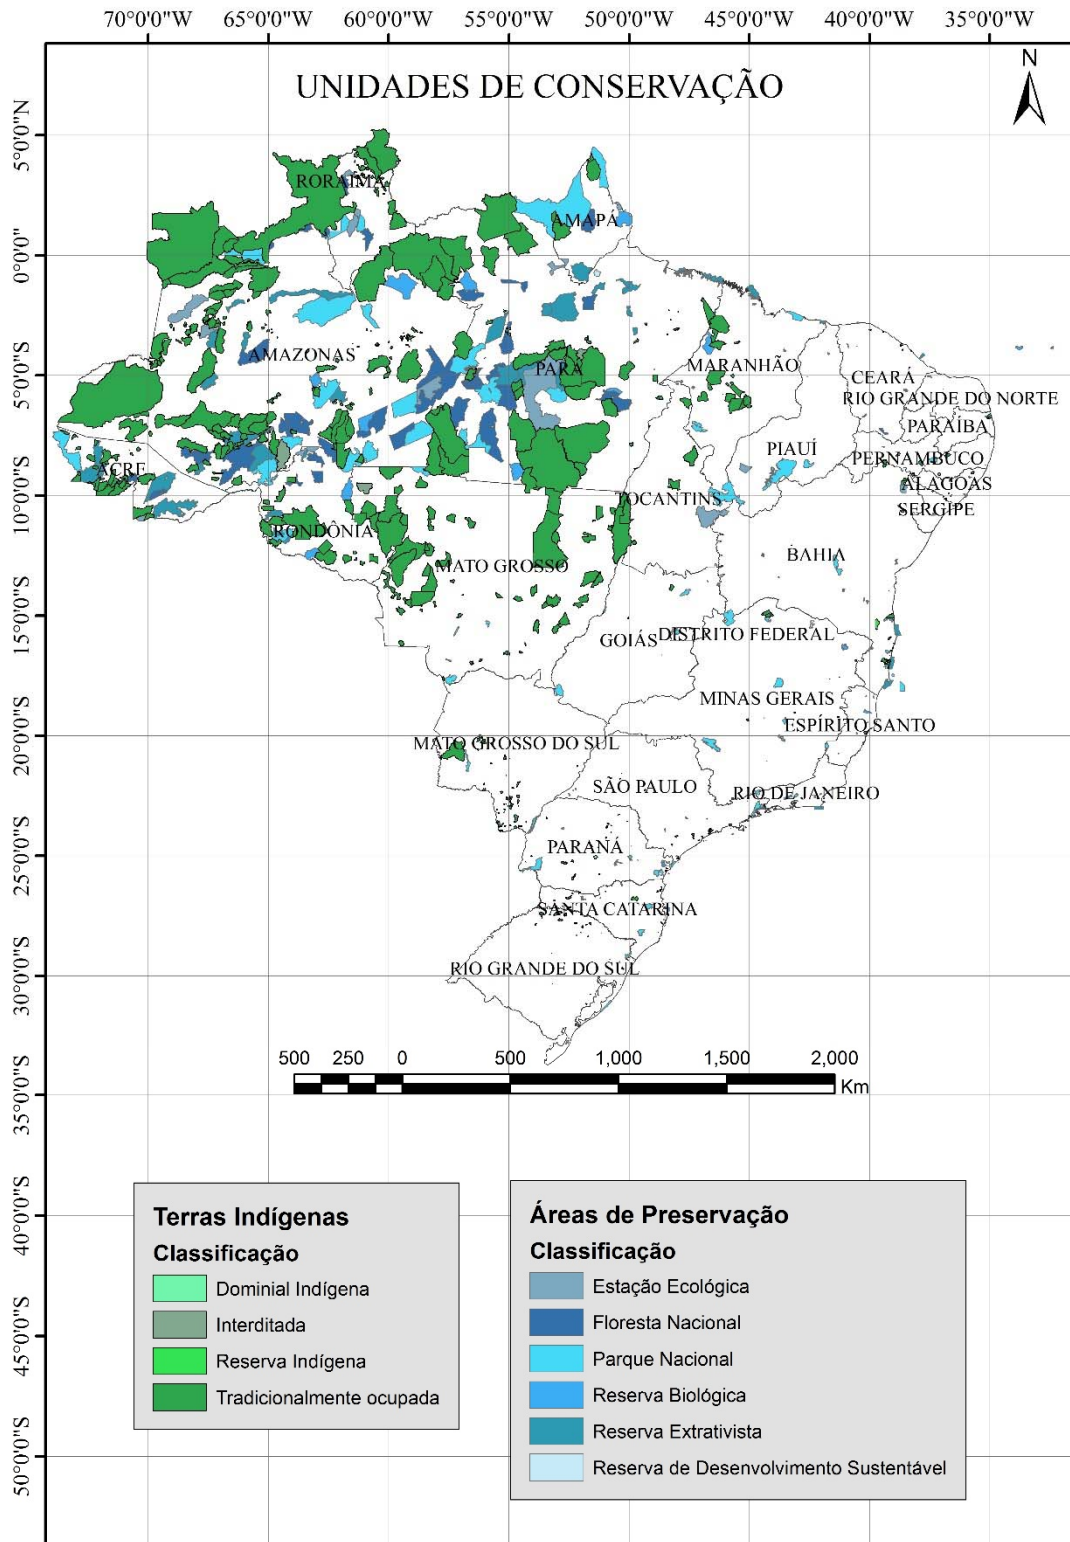 70°0'0"W 65°0'0"W 60°0'0"W 55°0'0"W 50°0'0"W 45°0'0"W 40°0'0"W 35°0'0"W
N
UNIDADES DE CONSERVAÇÃO
5°0'0"N
RORAIMA
AMAPÁ
0°0'0"
AMAZONAS
PARÁ
MARANHÃO
5°0'0"S
CEARÁ
RIO GRANDE DO NORTE
PARAÍBA
PIAUÍ
PERNAMBUCO
ACRE
ALAGOAS
10°0'0"S
TOCANTINS
SERGIPE
RONDÔNIA
BAHIA
MATO GROSSO
15°0'0"S
GOIÁS
DISTRITO FEDERAL
MINAS GERAIS
ESPÍRITO SANTO
20°0'0"S
MATO GROSSO DO SUL
SÃO PAULO
RIO DE JANEIRO
PARANÁ
25°0'0"S
SANTA CATARINA
RIO GRANDE DO SUL
30°0'0"S
500 250 0 500 1,000 1,500 2,000
Km
35°0'0"S
40°0'0"S
45°0'0"S
50°0'0"S
Terras Indígenas
Classificação
Dominial Indígena
Interditada
Reserva Indígena
Tradicionalmente ocupada
Áreas de Preservação
Classificação
Estação Ecológica
Floresta Nacional
Parque Nacional
Reserva Biológica
Reserva Extrativista
Reserva de Desenvolvimento Sustentável